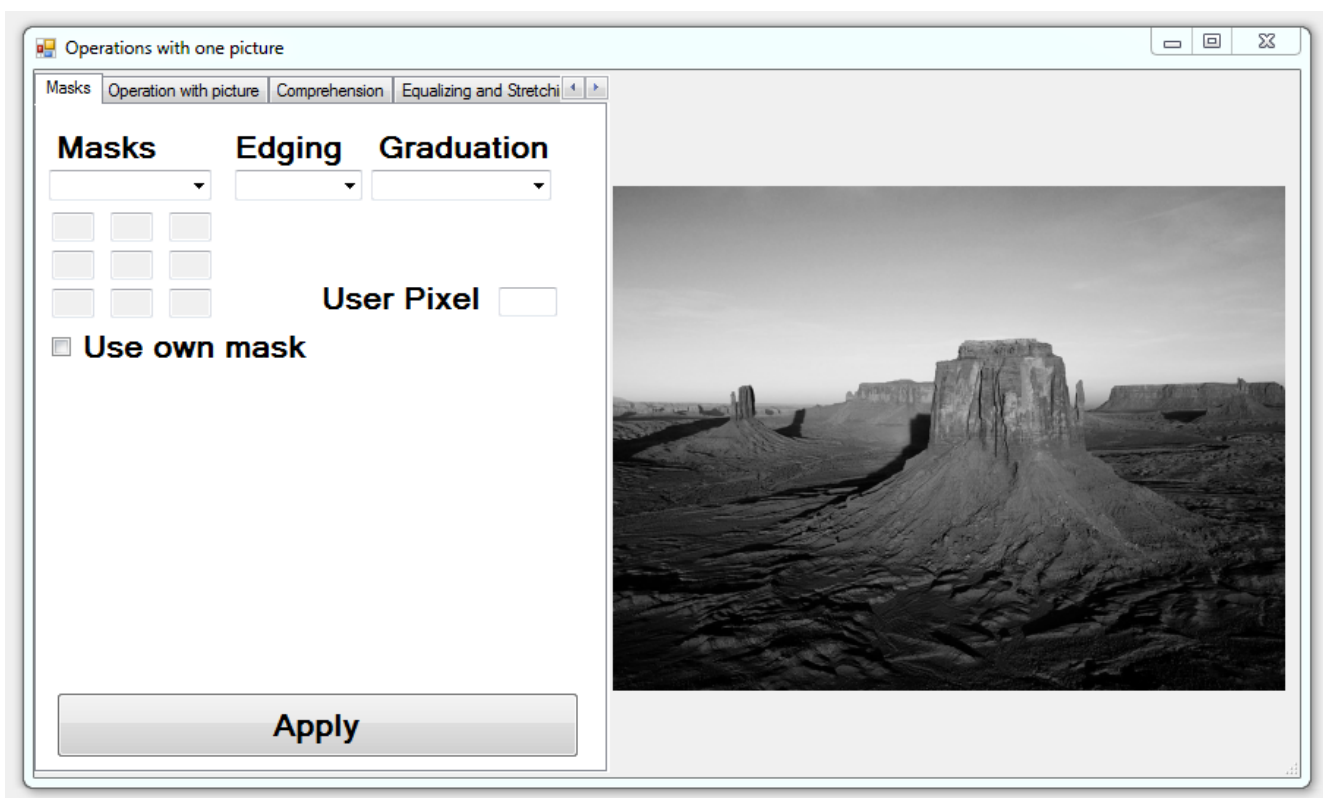 Operations with one picture
Masks Operation with picture Comprehension Equalizing and Stretchi
Masks Edging Graduation
User Pixel
Use own mask
Apply